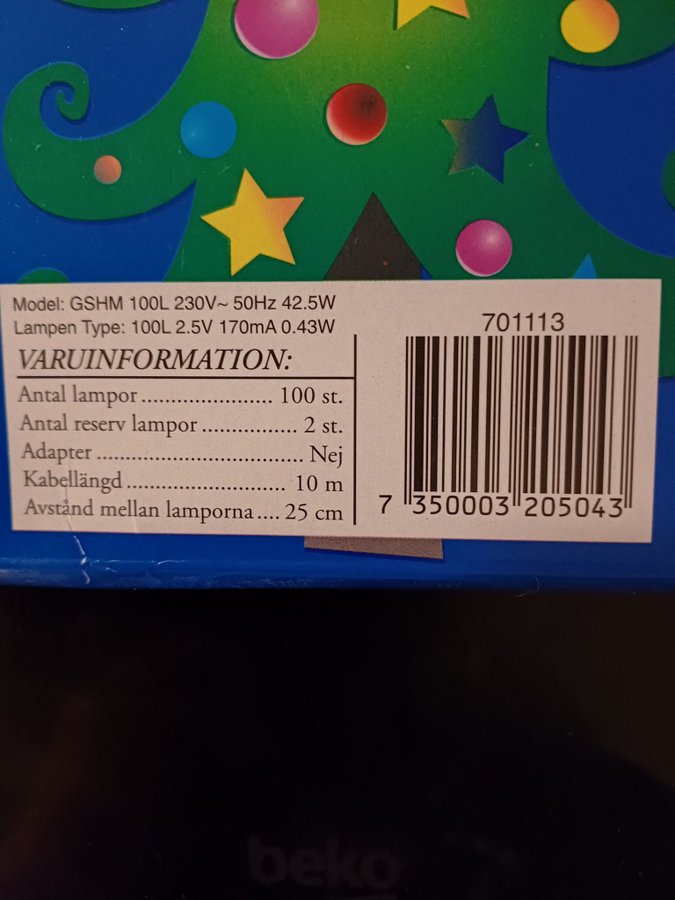 Model: GSHM 100L 230V~ 50Hz 42.5W
Lampen Type: 100L 2.5V 170mA 0.43W
VARUINFORMATION:
Antal lampor ...................... 100 st.
Antal reserv lampor ................ 2 st.
Adapter ................................... Nej
Kabellängd ........................... 10 m
Avstånd mellan lamporna .... 25 cm
701113
7 350003 205043
beko